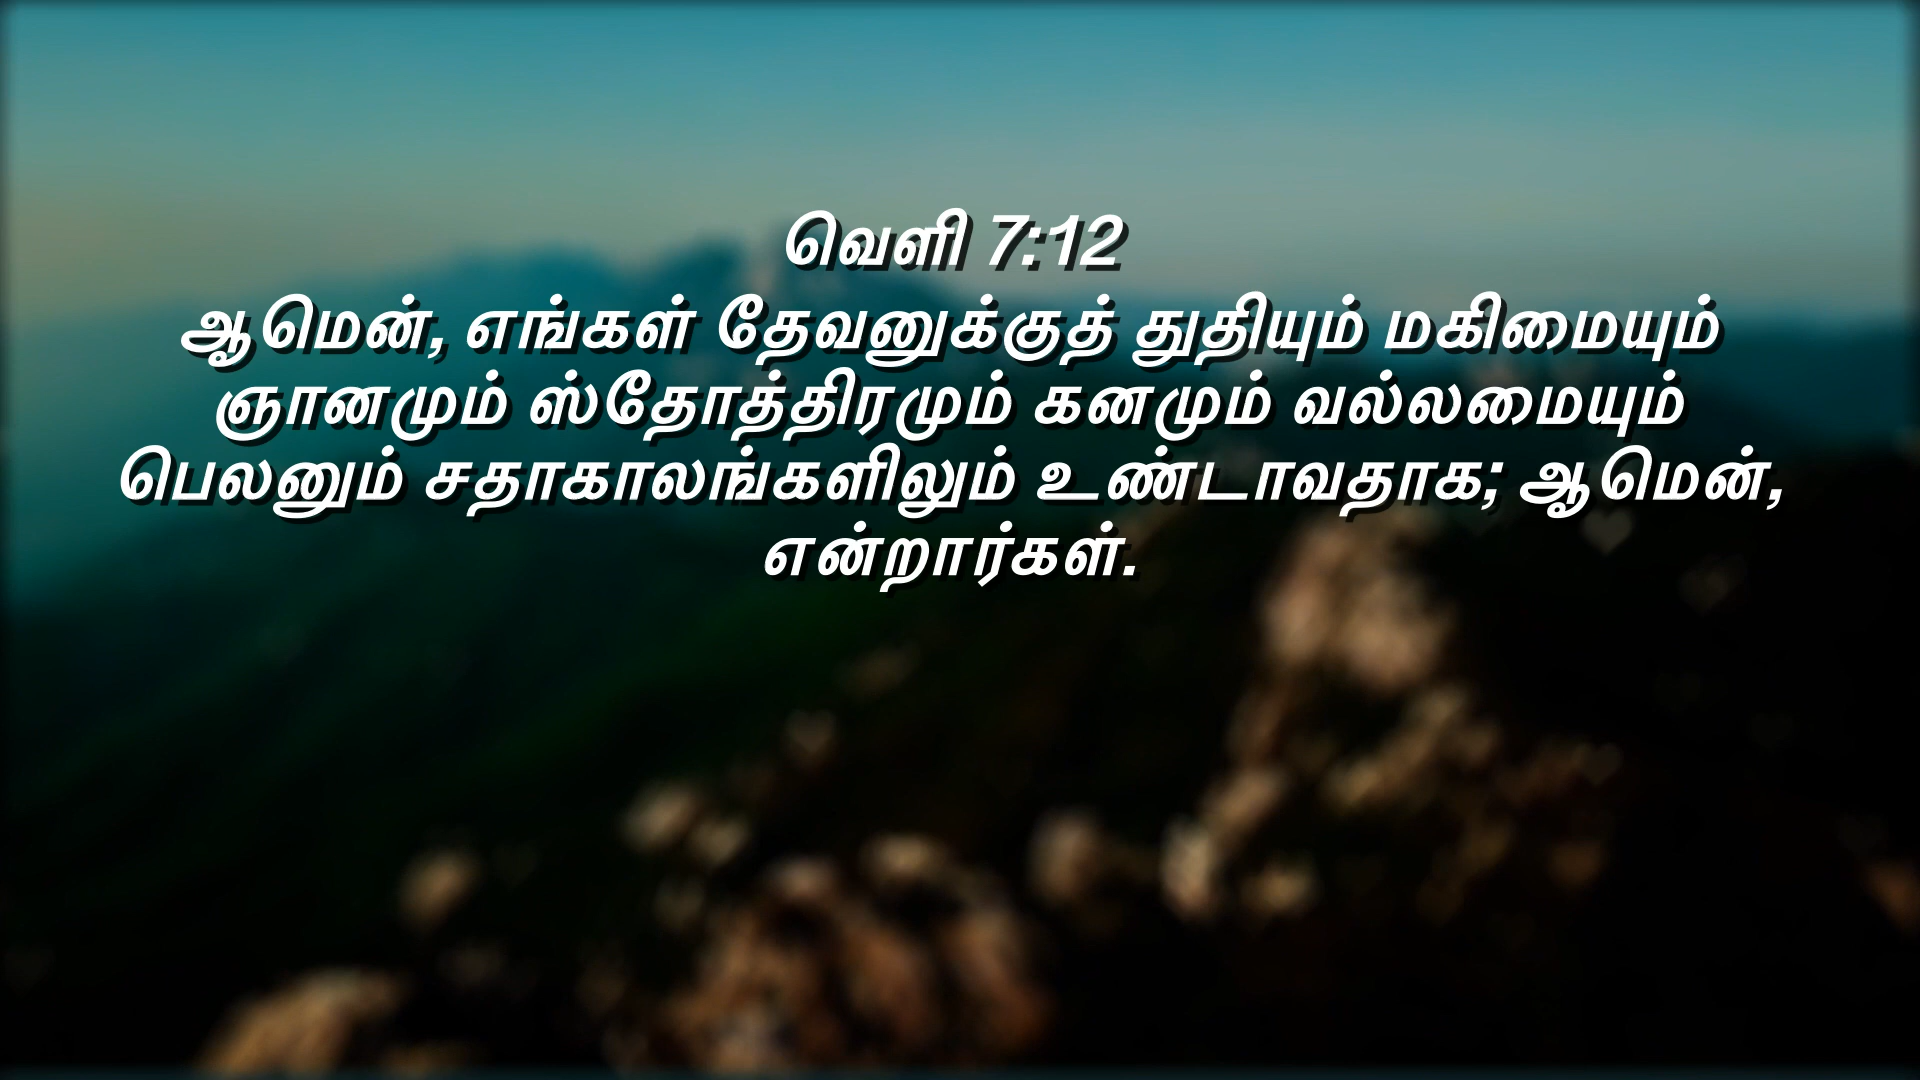 வெளி 7:12
ஆமென், எங்கள் தேவனுக்குத் துதியும் மகிமையும்
ஞானமும் ஸ்தோத்திரமும் கனமும் வல்லமையும்
பெலனும் சதாகாலங்களிலும் உண்டாவதாக; ஆமென்,
என்றார்கள்.